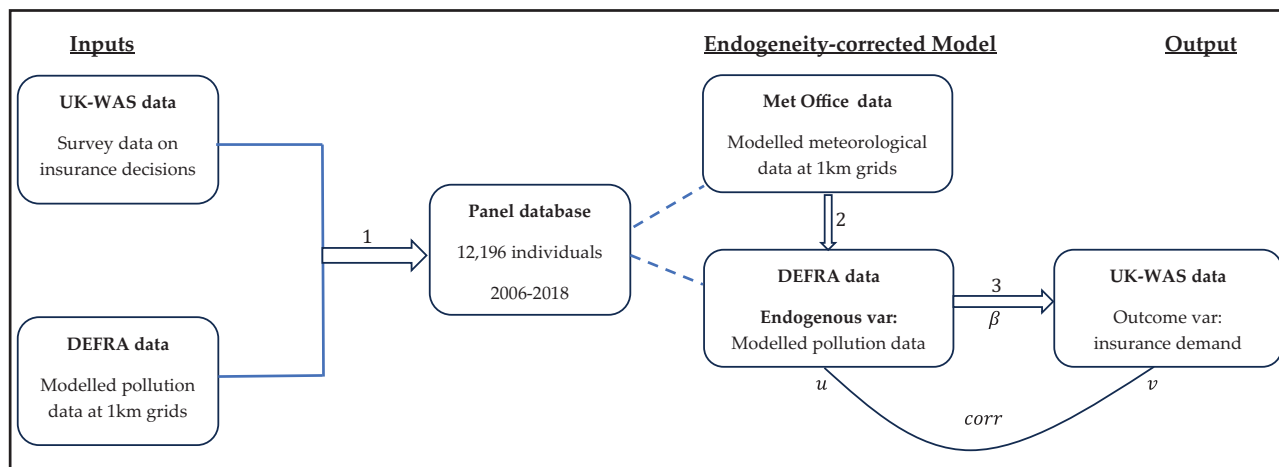 Inputs
Endogeneity-corrected Model
Output
UK-WAS data
Survey data on
insurance decisions
DEFRA data
Modelled pollution
data at 1km grids
1
Panel database
12,196 individuals
2006-2018
Met Office data
Modelled meteorological
data at 1km grids
2
DEFRA data
Endogenous var:
Modelled pollution data
3
β
UK-WAS data
Outcome var:
insurance demand
u
v
corr